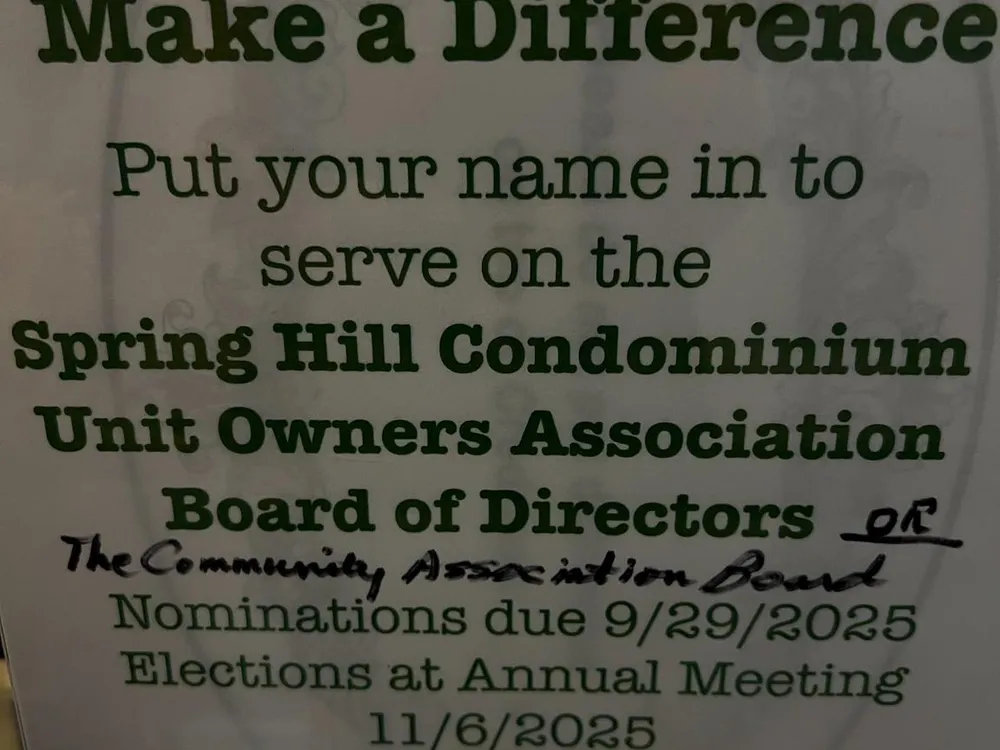 Make a Difference
Put your name in to
serve on the
Spring Hill Condominium
Unit Owners Association
Board of Directors OR
The Community Association Board
Nominations due 9/29/2025
Elections at Annual Meeting
11/6/2025